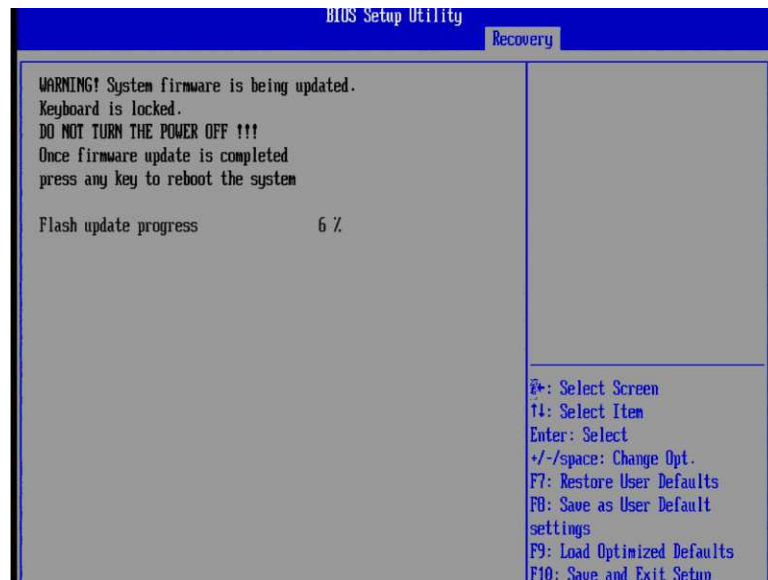 BIOS Setup Utility
Recovery
WARNING! System firmware is being updated.
Keyboard is locked.
DO NOT TURN THE POWER OFF !!!
Once firmware update is completed
press any key to reboot the system
Flash update progress 6 %
: Select Screen
↑↓: Select Item
Enter: Select
+/-/space: Change Opt.
F7: Restore User Defaults
F8: Save as User Default
settings
F9: Load Optimized Defaults
F10: Save and Exit Setup